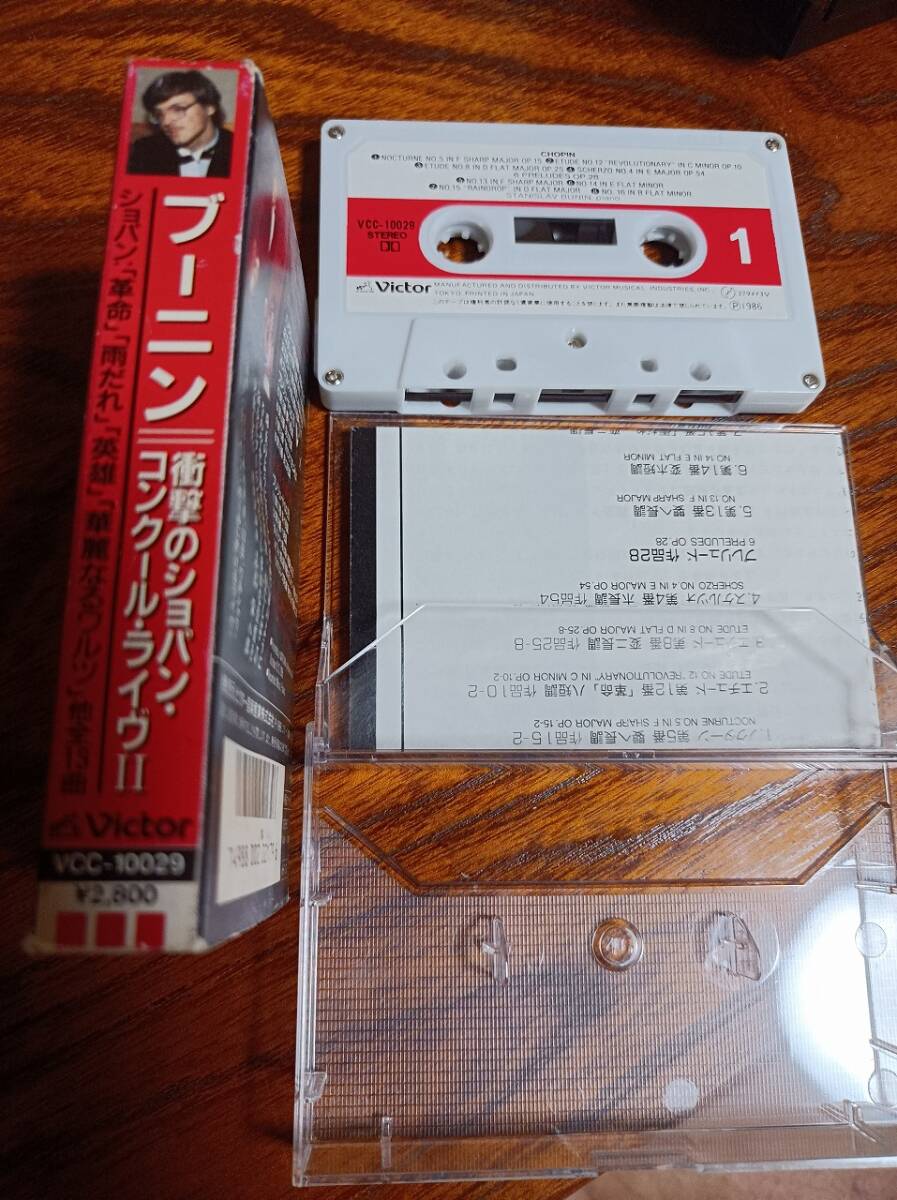 ブーニン
衝撃のショパン・
コンクール・ライヴII
ショパン:「革命」「雨だれ」「英雄」「華麗なるワルツ」他全13曲
Victor
VCC-10029
¥2,800
CHOPIN
❶NOCTURNE NO.5 IN F SHARP MAJOR OP.15 ❷ETUDE NO.12 "REVOLUTIONARY" IN C MINOR OP.10
❸ETUDE NO.8 IN D FLAT MAJOR OP.25 ❹SCHERZO NO.4 IN E MAJOR OP.54
6 PRELUDES OP.28
❺NO.13 IN F SHARP MAJOR ❻NO.14 IN E FLAT MINOR
❼NO.15 "RAINDROP" IN D FLAT MAJOR ❽NO.16 IN B FLAT MINOR
STANISLAV BUNIN, piano
VCC-10029
STEREO
1
Victor
MANUFACTURED AND DISTRIBUTED BY VICTOR MUSICAL INDUSTRIES, INC.
TOKYO, PRINTED IN JAPAN
Ⓟ1986
1. ノクターン 第5番 嬰ヘ長調 作品15-2
NOCTURNE NO.5 IN F SHARP MAJOR OP.15-2
2. エチュード 第12番「革命」ハ短調 作品10-12
ETUDE NO.12 "REVOLUTIONARY" IN C MINOR OP.10-2
3. エチュード 第8番 変ニ長調 作品25-8
ETUDE NO.8 IN D FLAT MAJOR OP.25-8
4. スケルツォ 第4番 ホ長調 作品54
SCHERZO NO.4 IN E MAJOR OP.54
プレリュード 作品28
6 PRELUDES OP.28
5. 第13番 嬰ヘ長調
NO.13 IN F SHARP MAJOR
6. 第14番 変ホ短調
NO.14 IN E FLAT MINOR